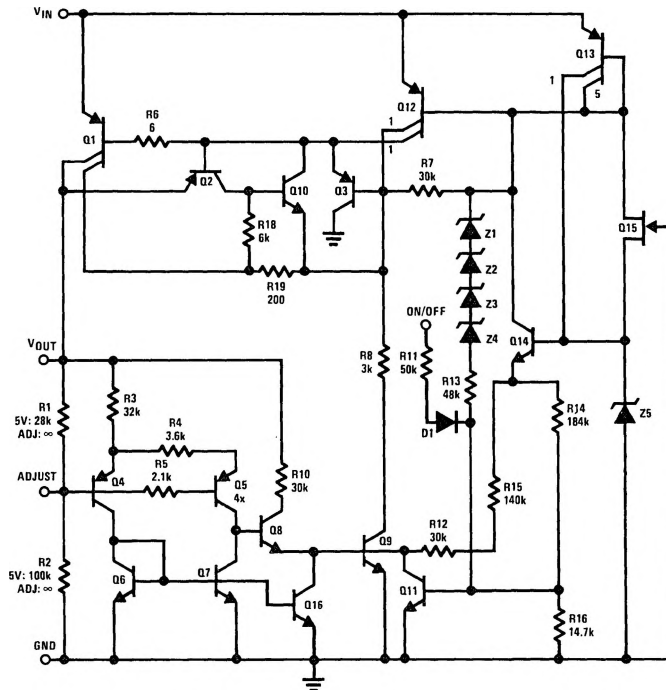 VIN
Q13
1
5
Q12
1
1
R6
6
Q1
Q2
Q10
Q3
R7
30k
R18
6k
Z1
Z2
Z3
Z4
Q15
R19
200
ON/OFF
Q14
VOUT
R8
3k
R11
50k
R13
48k
R14
184k
Z5
R1
5V: 28k
ADJ: ∞
R3
32k
R4
3.6k
D1
ADJUST
R5
2.1k
Q4
Q5
4x
R10
30k
R15
140k
Q8
R12
30k
R2
5V: 100k
ADJ: ∞
Q6
Q7
Q9
Q11
Q16
R16
14.7k
GND